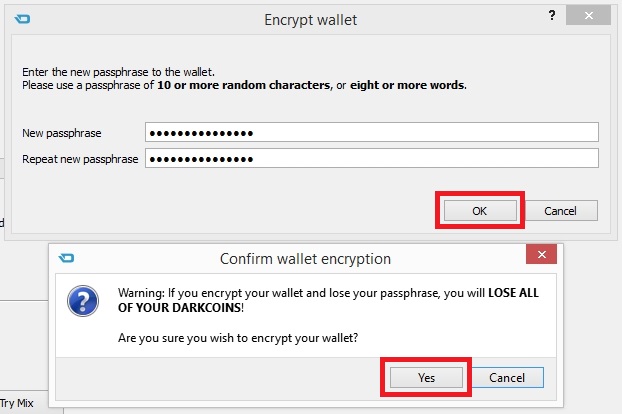 Encrypt wallet
?
Enter the new passphrase to the wallet.
Please use a passphrase of 10 or more random characters, or eight or more words.
New passphrase ●●●●●●●●●●●●●●●
Repeat new passphrase ●●●●●●●●●●●●●●●
OK Cancel
d
Confirm wallet encryption
Warning: If you encrypt your wallet and lose your passphrase, you will LOSE ALL
OF YOUR DARKCOINS!
Are you sure you wish to encrypt your wallet?
Yes Cancel
Try Mix